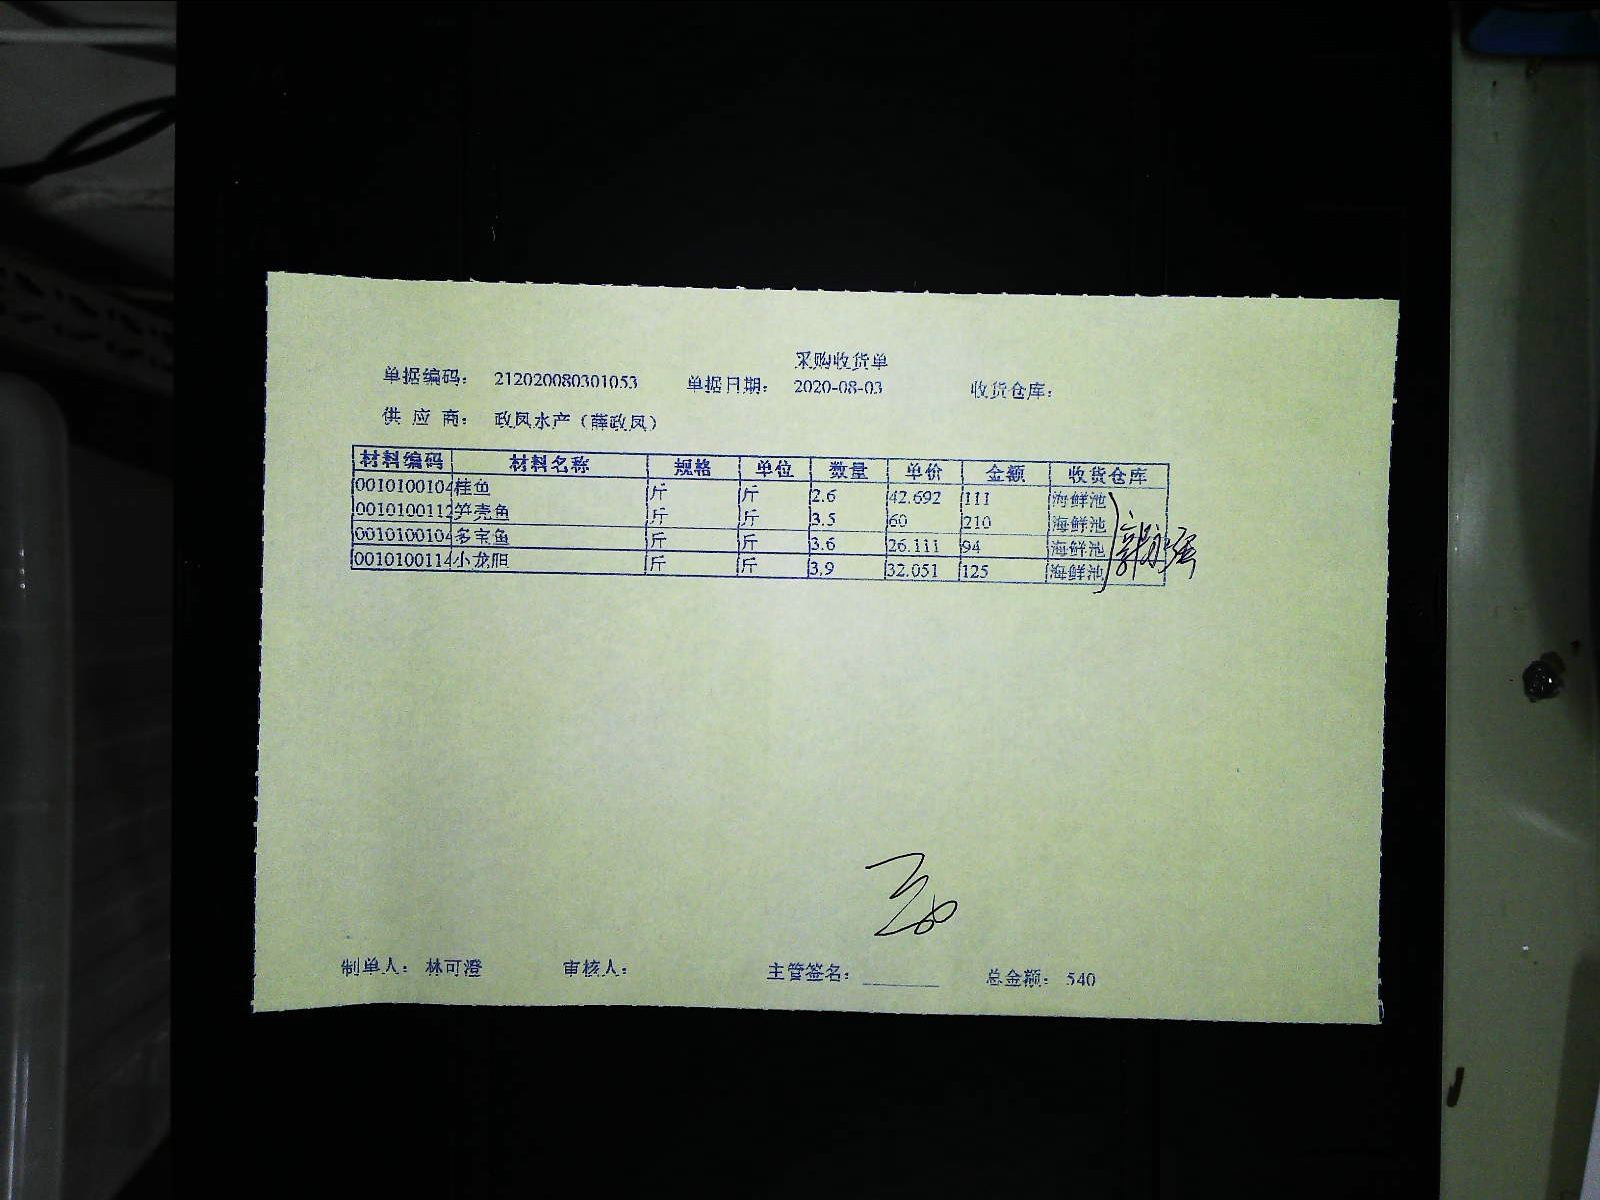 采购收货单
单据编码: 212020080301053 单据日期: 2020-08-03 收货仓库:
供应商: 政凤水产（薛政凤）
材料编码 材料名称 规格 单位 数量 单价 金额 收货仓库
0010100104 桂鱼 斤 斤 2.6 42.692 111 海鲜池
0010100112 笋壳鱼 斤 斤 3.5 60 210 海鲜池
0010100104 多宝鱼 斤 斤 3.6 26.111 94 海鲜池
0010100114 小龙胆 斤 斤 3.9 32.051 125 海鲜池
制单人: 林可澄 审核人: 主管签名: 总金额: 540